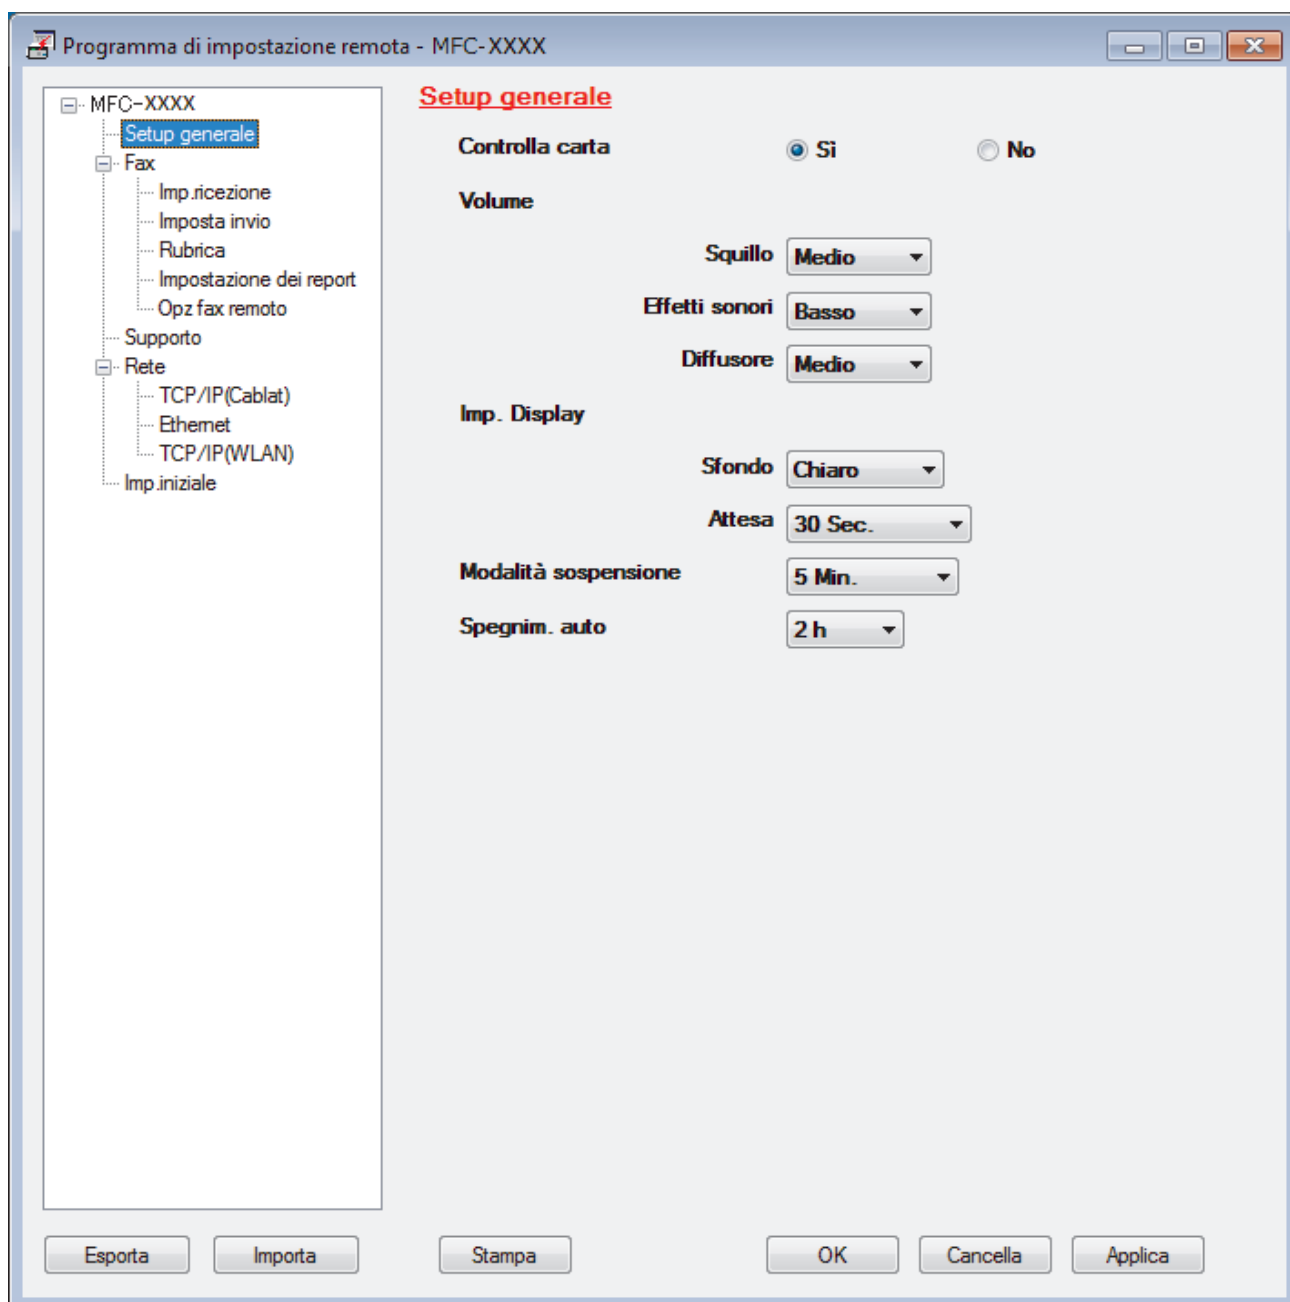 Programma di impostazione remota - MFC-XXXX
MFC-XXXX
Setup generale
Fax
Imp.ricezione
Imposta invio
Rubrica
Impostazione dei report
Opz fax remoto
Supporto
Rete
TCP/IP(Cablat)
Ethernet
TCP/IP(WLAN)
Imp.iniziale
Setup generale
Controlla carta Sì No
Volume
Squillo Medio
Effetti sonori Basso
Diffusore Medio
Imp. Display
Sfondo Chiaro
Attesa 30 Sec.
Modalità sospensione 5 Min.
Spegnim. auto 2 h
Esporta Importa Stampa OK Cancella Applica